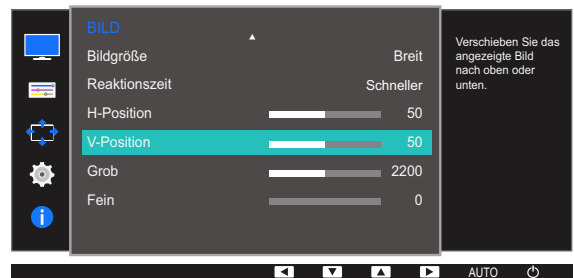 BILD
Bildgröße Breit
Reaktionszeit Schneller
H-Position 50
V-Position 50
Grob 2200
Fein 0
Verschieben Sie das
angezeigte Bild
nach oben oder
unten.
AUTO